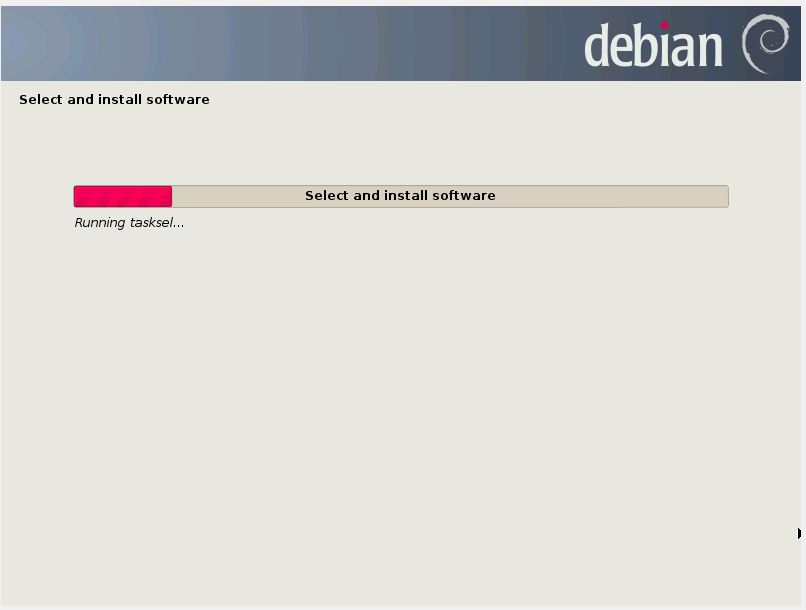 debian
Select and install software
Select and install software
Running tasksel...